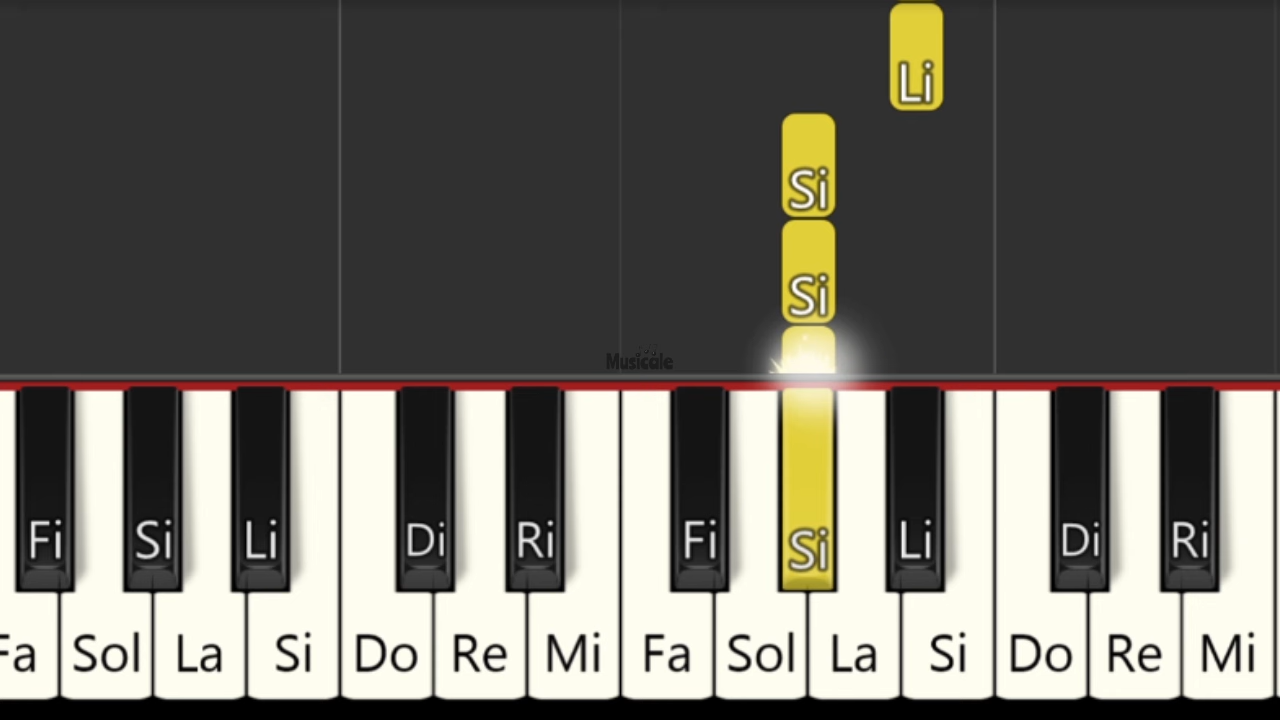 Li
Si
Si
Musicale
Fi Si Li Di Ri Fi Si Li Di Ri
Fa Sol La Si Do Re Mi Fa Sol La Si Do Re Mi